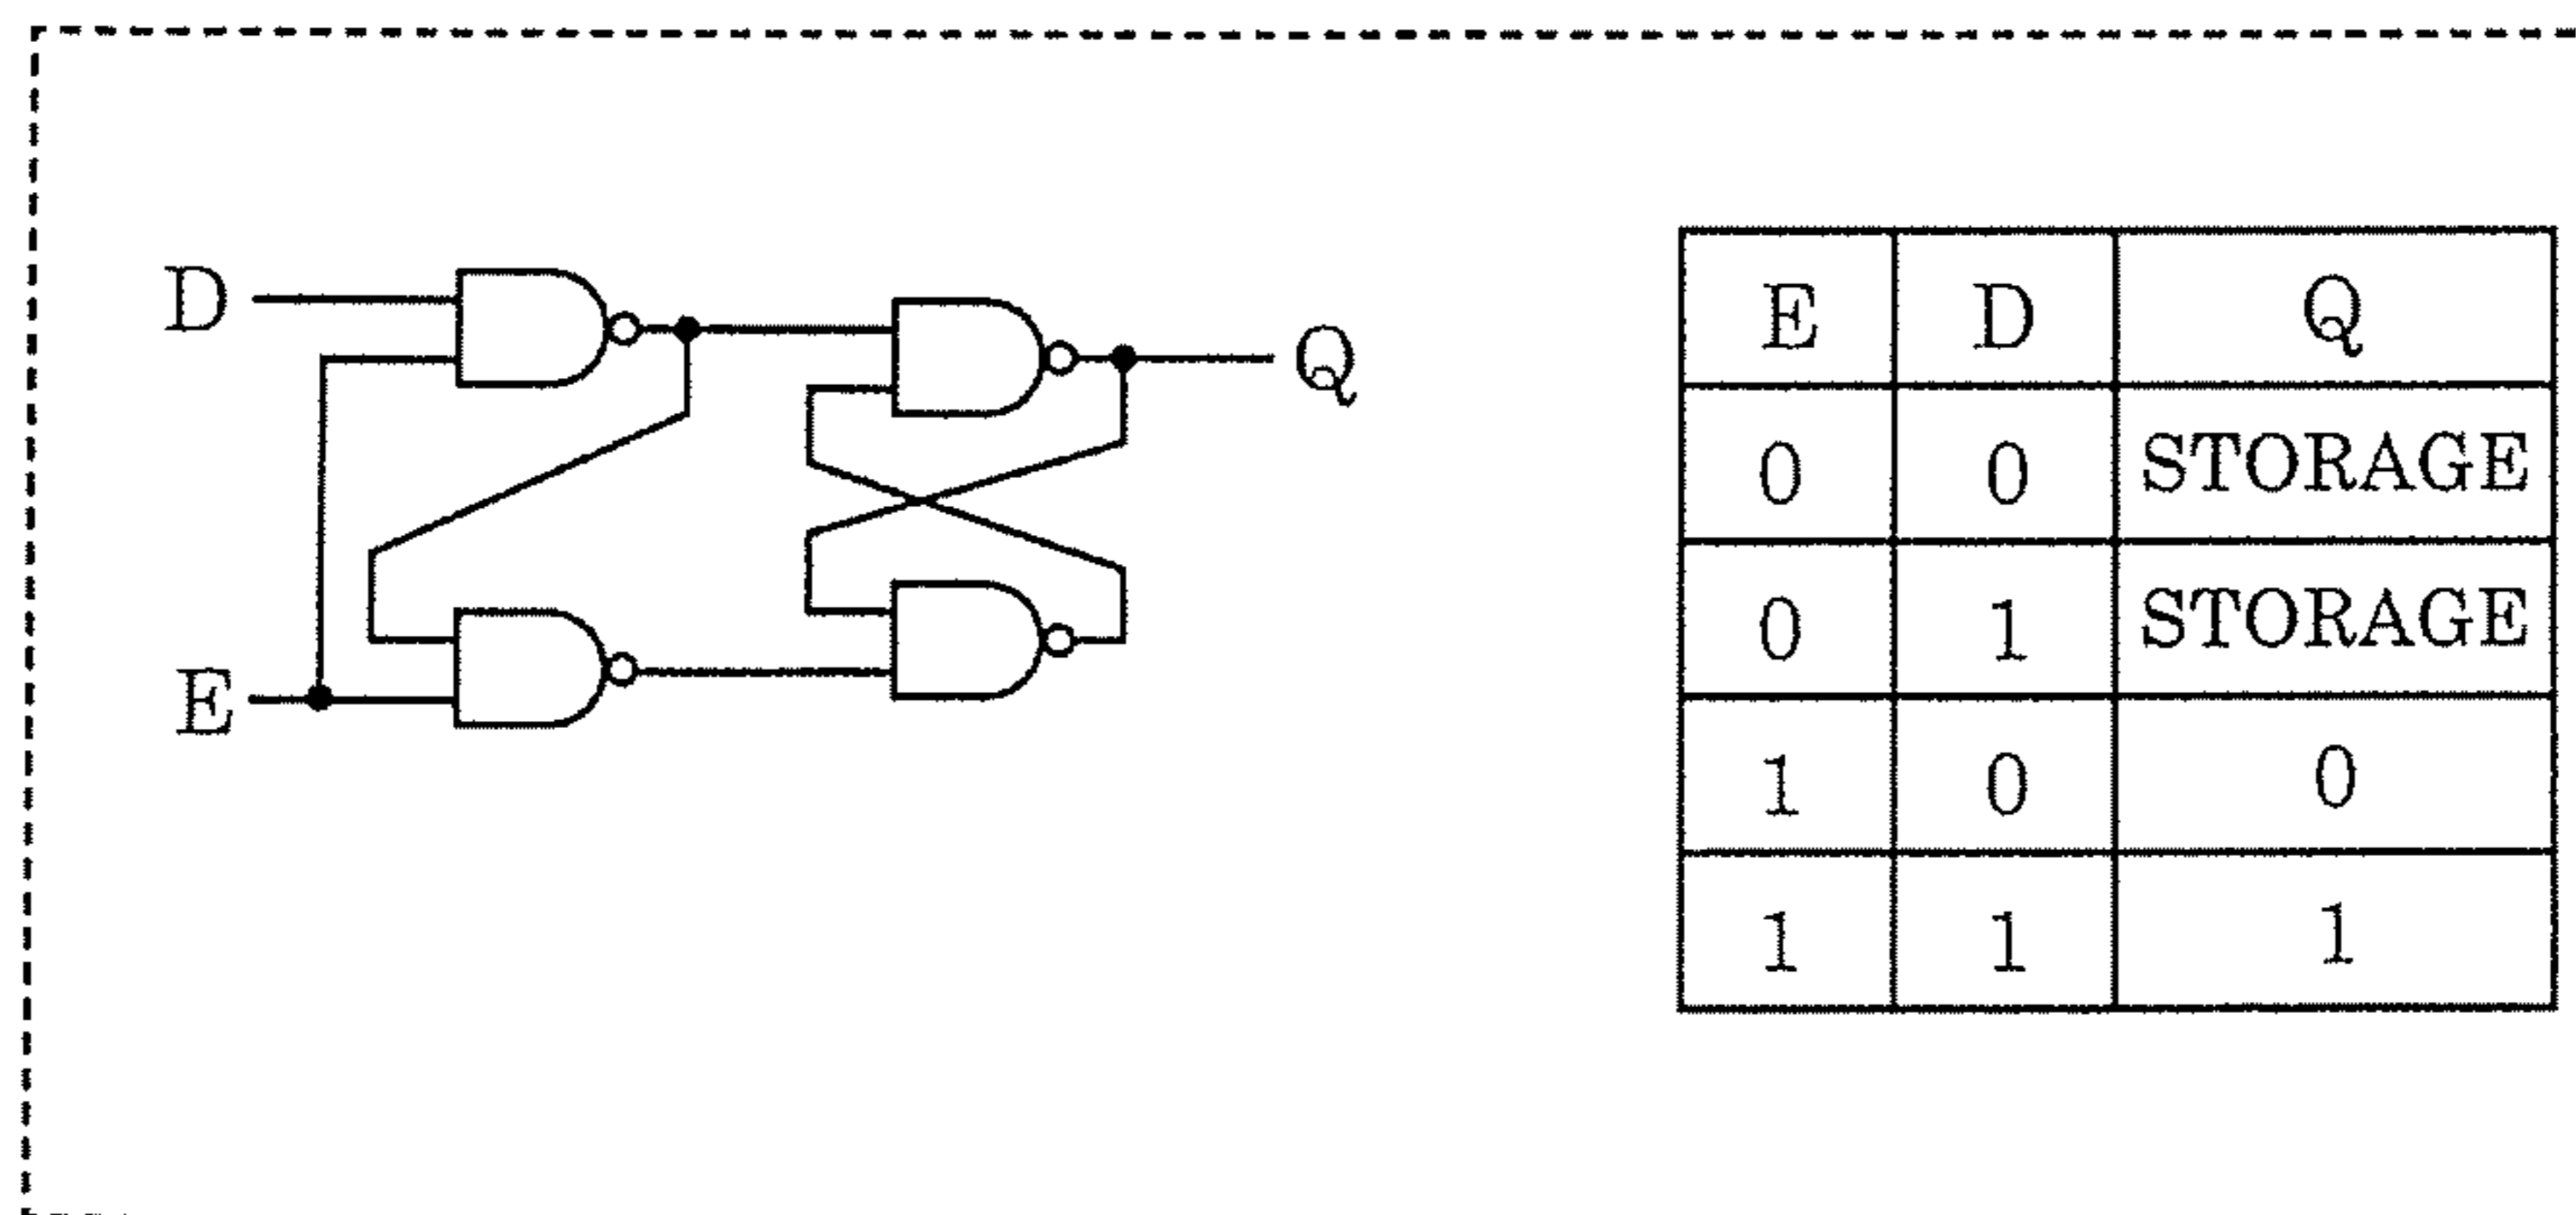 D
E
Q
E D Q
0 0 STORAGE
0 1 STORAGE
1 0 0
1 1 1